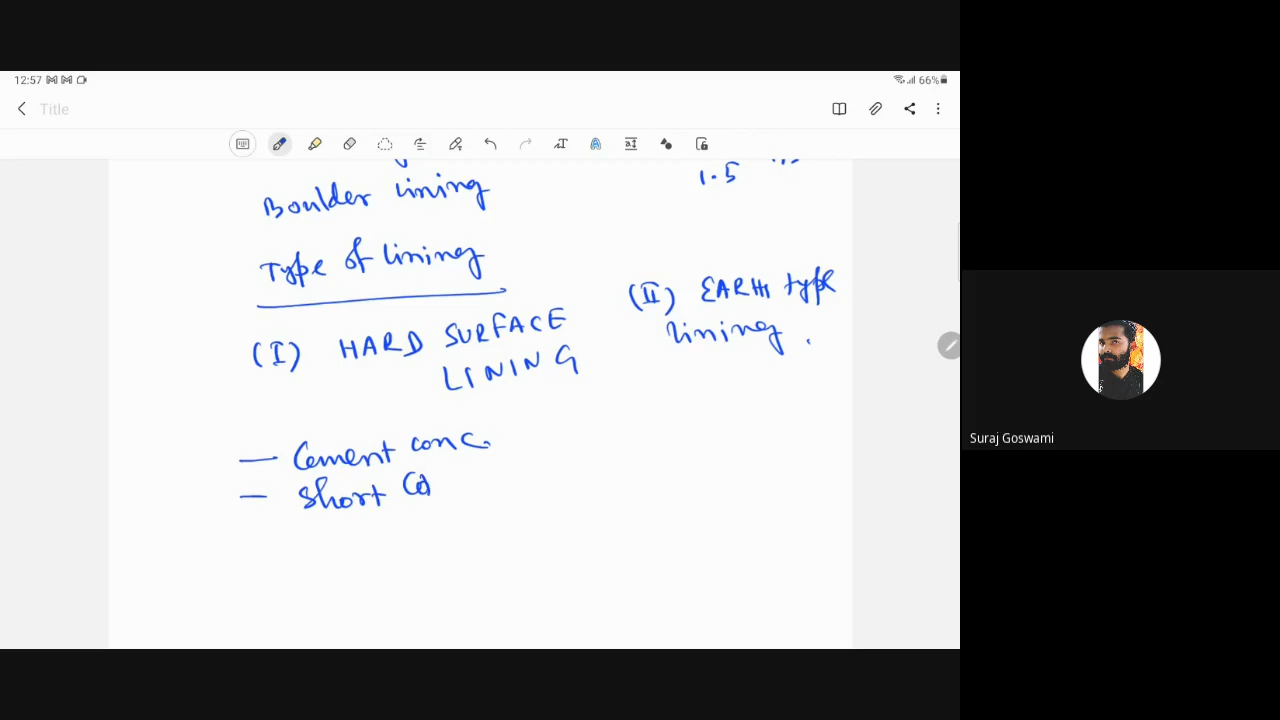 12:57
66%
Title
1.5
Boulder lining
Type of lining
(I) HARD SURFACE
LINING
(II) EARTH type
lining .
— Cement conc.
— Short
Suraj Goswami